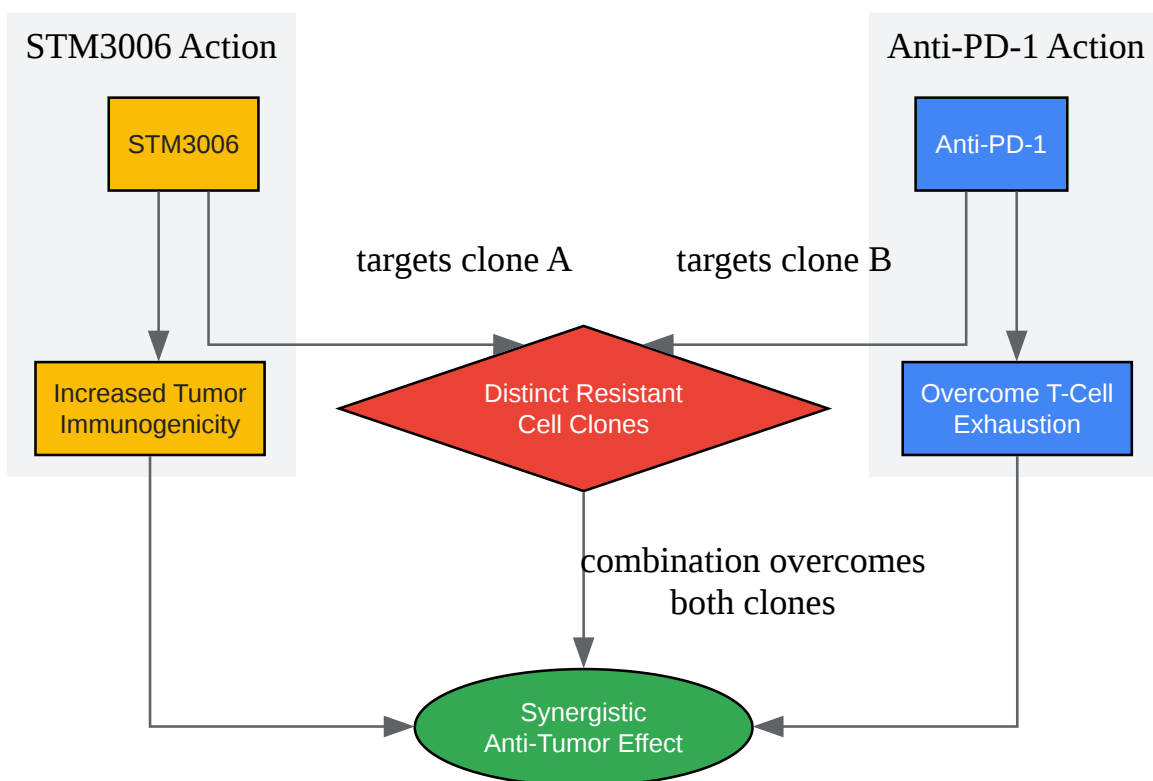 STM3006 Action
Anti-PD-1 Action
STM3006
Anti-PD-1
targets clone A
targets clone B
Increased Tumor
Immunogenicity
Distinct Resistant
Cell Clones
Overcome T-Cell
Exhaustion
combination overcomes
both clones
Synergistic
Anti-Tumor Effect